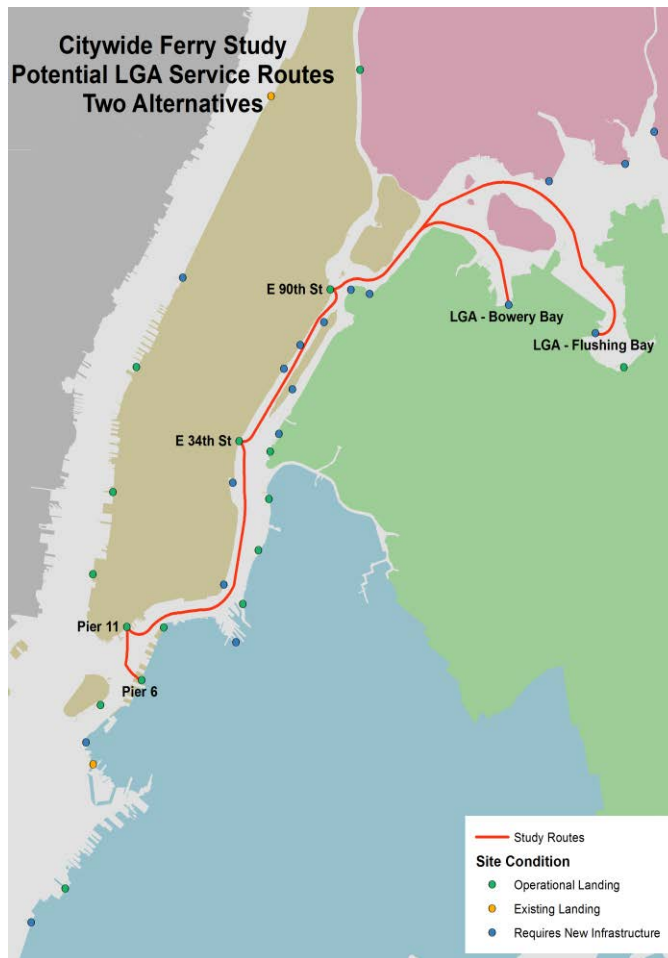 Citywide Ferry Study
Potential LGA Service Routes
Two Alternatives
E 90th St
LGA - Bowery Bay
LGA - Flushing Bay
E 34th St
Pier 11
Pier 6
Study Routes
Site Condition
Operational Landing
Existing Landing
Requires New Infrastructure